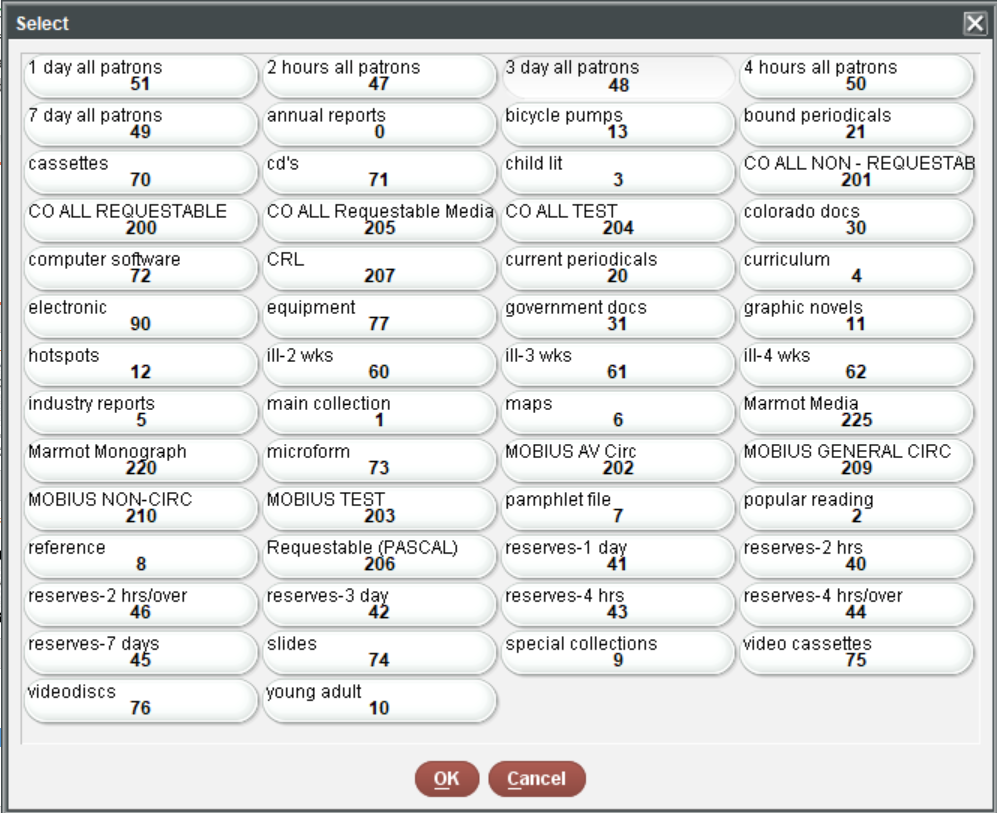 Select
1 day all patrons
51
2 hours all patrons
47
3 day all patrons
48
4 hours all patrons
50
7 day all patrons
49
annual reports
0
bicycle pumps
13
bound periodicals
21
cassettes
70
cd's
71
child lit
3
CO ALL NON - REQUESTAB
201
CO ALL REQUESTABLE
200
CO ALL Requestable Media
205
CO ALL TEST
204
colorado docs
30
computer software
72
CRL
207
current periodicals
20
curriculum
4
electronic
90
equipment
77
government docs
31
graphic novels
11
hotspots
12
ill-2 wks
60
ill-3 wks
61
ill-4 wks
62
industry reports
5
main collection
1
maps
6
Marmot Media
225
Marmot Monograph
220
microform
73
MOBIUS AV Circ
202
MOBIUS GENERAL CIRC
209
MOBIUS NON-CIRC
210
MOBIUS TEST
203
pamphlet file
7
popular reading
2
reference
8
Requestable (PASCAL)
206
reserves-1 day
41
reserves-2 hrs
40
reserves-2 hrs/over
46
reserves-3 day
42
reserves-4 hrs
43
reserves-4 hrs/over
44
reserves-7 days
45
slides
74
special collections
9
video cassettes
75
videodiscs
76
young adult
10
OK
Cancel